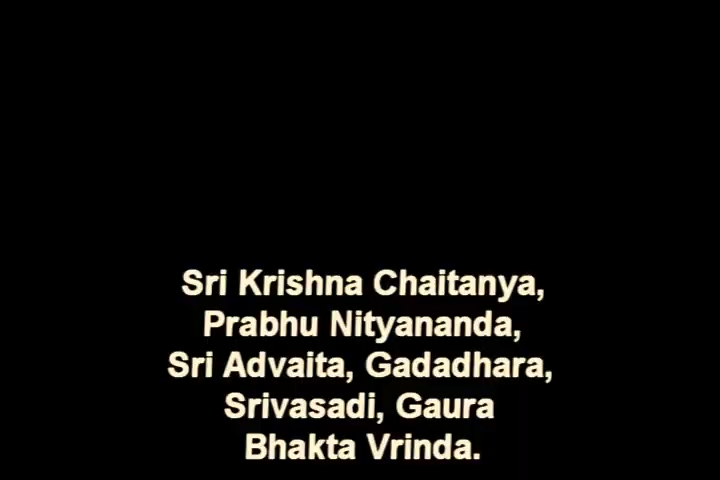 Sri Krishna Chaitanya,
Prabhu Nityananda,
Sri Advaita, Gadadhara,
Srivasadi, Gaura
Bhakta Vrinda.